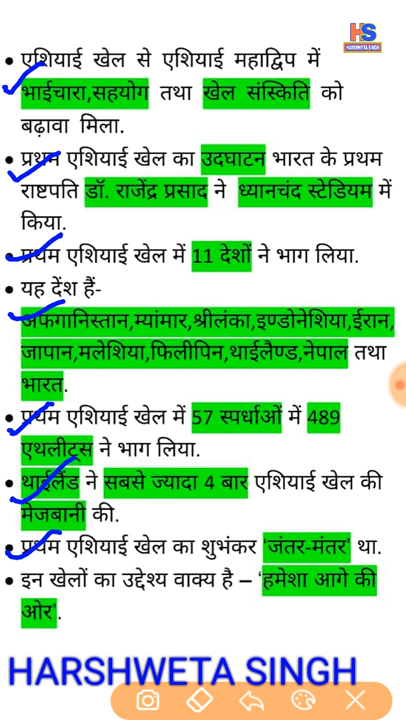 HS
HARSHWETA SINGH
• एशियाई खेल से एशियाई महाद्विप में
भाईचारा,सहयोग तथा खेल संस्किति को
बढ़ावा मिला.
• प्रथम एशियाई खेल का उदघाटन भारत के प्रथम
राष्टपति डॉ. राजेंद्र प्रसाद ने ध्यानचंद स्टेडियम में
किया.
• प्रथम एशियाई खेल में 11 देशों ने भाग लिया.
• यह देंश हैं-
अफगानिस्तान,म्यांमार,श्रीलंका,इण्डोनेशिया,ईरान,
जापान,मलेशिया,फिलीपिन,थाईलैण्ड,नेपाल तथा
भारत.
• प्रथम एशियाई खेल में 57 स्पर्धाओं में 489
एथलीट्स ने भाग लिया.
• थाईलैंड ने सबसे ज्यादा 4 बार एशियाई खेल की
मेजबानी की.
• प्रथम एशियाई खेल का शुभंकर 'जंतर-मंतर' था.
• इन खेलों का उद्देश्य वाक्य है – 'हमेशा आगे की
ओर'.
HARSHWETA SINGH